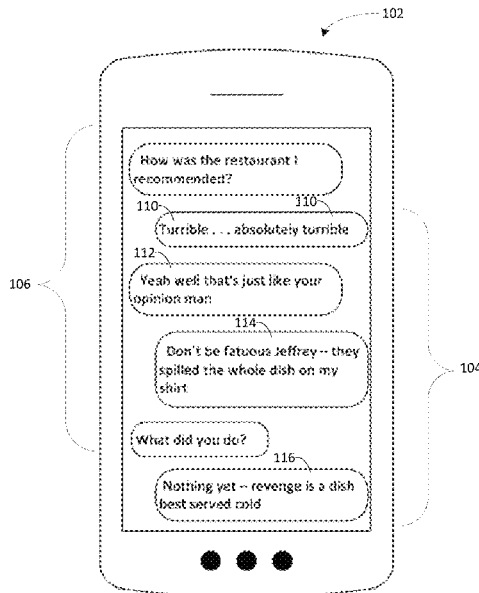 102
How was the restaurant I
recommended?
110 110
Turrible . . . absolutely turrible
112
Yeah well that's just like your
opinion man
106
114
Don't be fatuous Jeffrey -- they
spilled the whole dish on my
shirt
104
What did you do?
116
Nothing yet -- revenge is a dish
best served cold